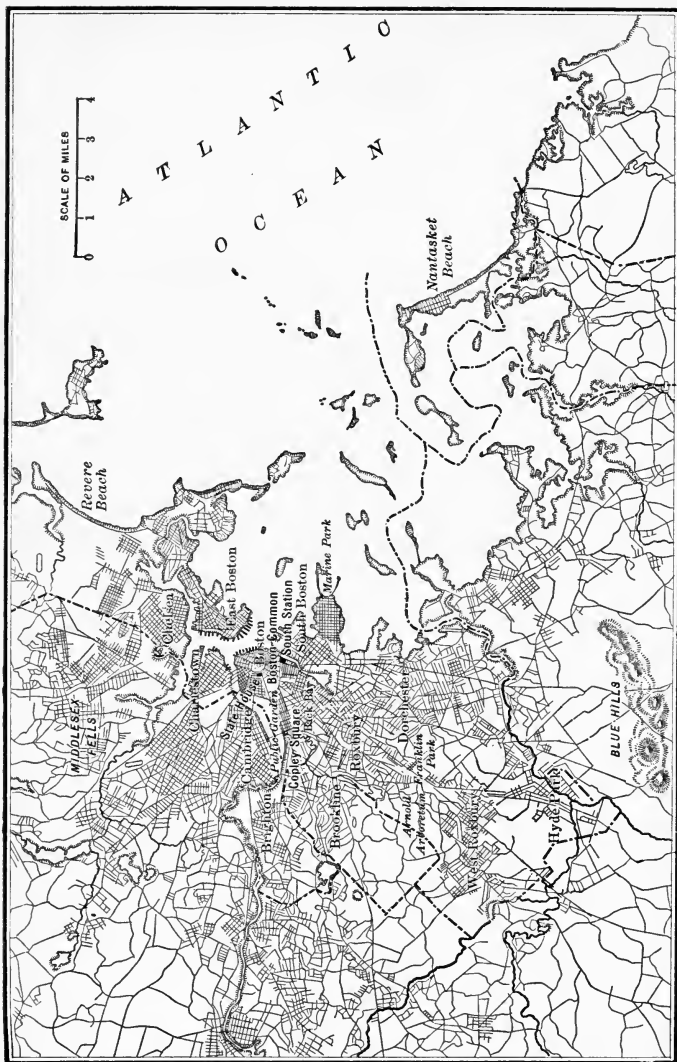 SCALE OF MILES
0 1 2 3 4
ATLANTIC
OCEAN
Nantasket
Beach
Revere
Beach
MIDDLESEX
FELLS
Chelsea
East Boston
Charlestown
State House
Boston
Cambridge
Boston Common
Public Garden
South Station
Copley Square
South Boston
Back Bay
Marine Park
Brighton
Roxbury
Brookline
Dorchester
Franklin
Park
Arnold
Arboretum
West Roxbury
Hyde Park
BLUE HILLS